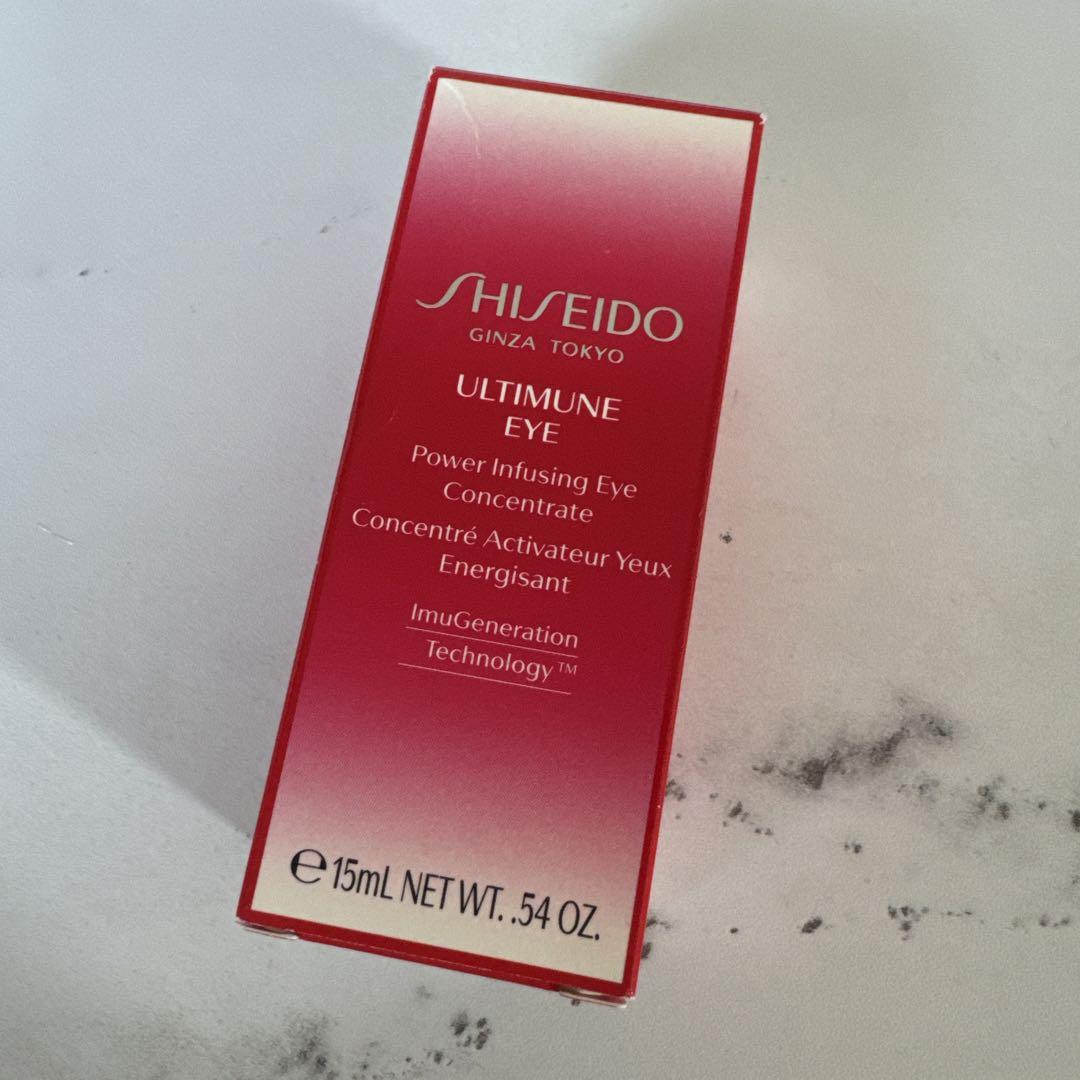 SHISEIDO
GINZA TOKYO
ULTIMUNE
EYE
Power Infusing Eye
Concentrate
Concentré Activateur Yeux
Energisant
ImuGeneration
Technology™
℮ 15mL NET WT. .54 OZ.